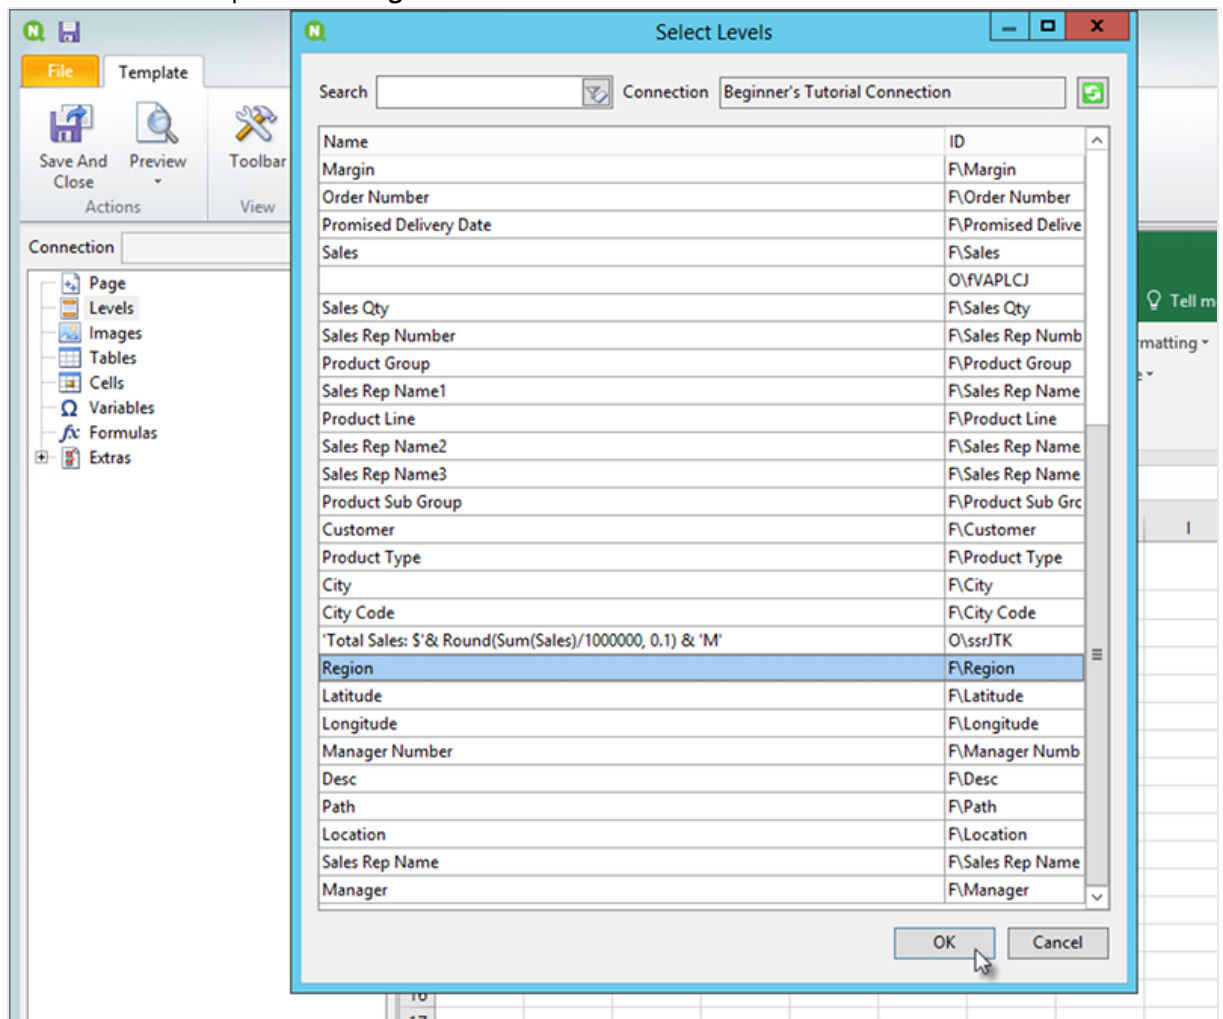 Select Levels
File
Template
Search
Connection
Beginner's Tutorial Connection
Save And
Close
Preview
Toolbar
Actions
View
Connection
Page
Levels
Images
Tables
Cells
Variables
Formulas
Extras
Name ID
Margin F\Margin
Order Number F\Order Number
Promised Delivery Date F\Promised Delive
Sales F\Sales
O\fVAPLCJ
Sales Qty F\Sales Qty
Sales Rep Number F\Sales Rep Numb
Product Group F\Product Group
Sales Rep Name1 F\Sales Rep Name
Product Line F\Product Line
Sales Rep Name2 F\Sales Rep Name
Sales Rep Name3 F\Sales Rep Name
Product Sub Group F\Product Sub Grc
Customer F\Customer
Product Type F\Product Type
City F\City
City Code F\City Code
'Total Sales: $'& Round(Sum(Sales)/1000000, 0.1) & 'M' O\ssrJTK
Region F\Region
Latitude F\Latitude
Longitude F\Longitude
Manager Number F\Manager Numb
Desc F\Desc
Path F\Path
Location F\Location
Sales Rep Name F\Sales Rep Name
Manager F\Manager
OK
Cancel
Tell m
matting
I
16
17